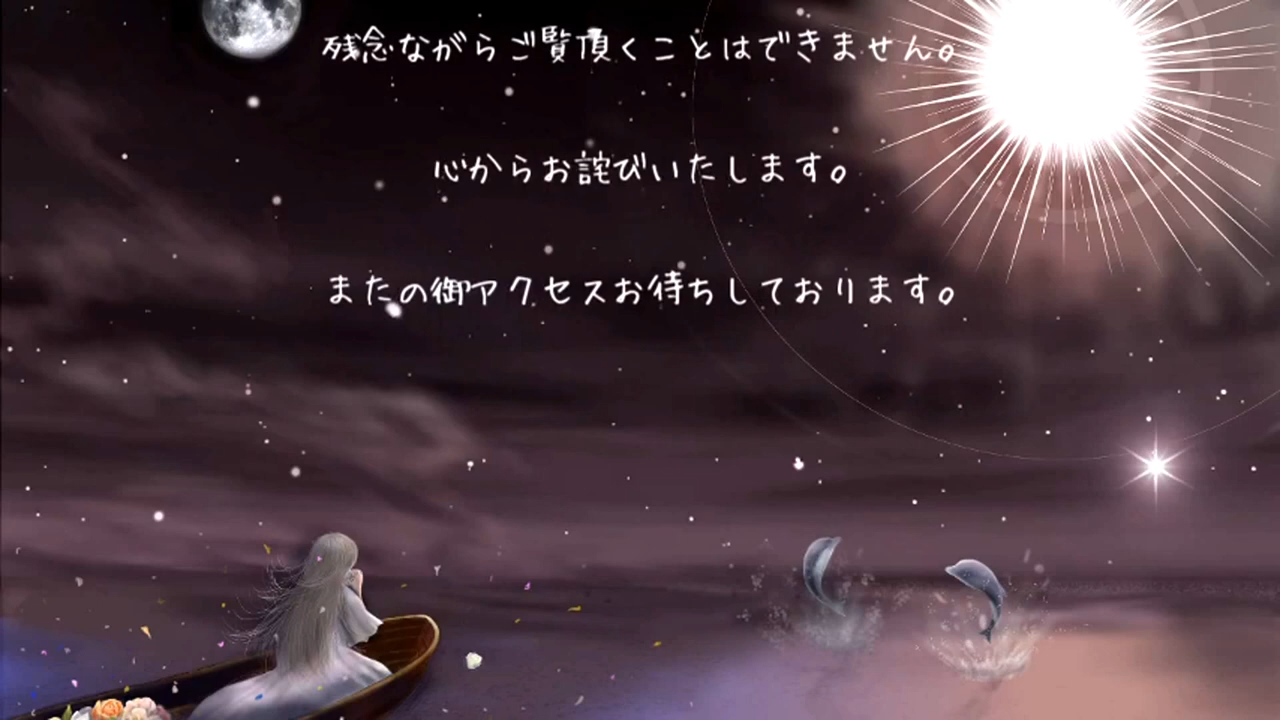 残念ながらご覧頂くことはできません。
心からお詫びいたします。
またの御アクセスお待ちしております。